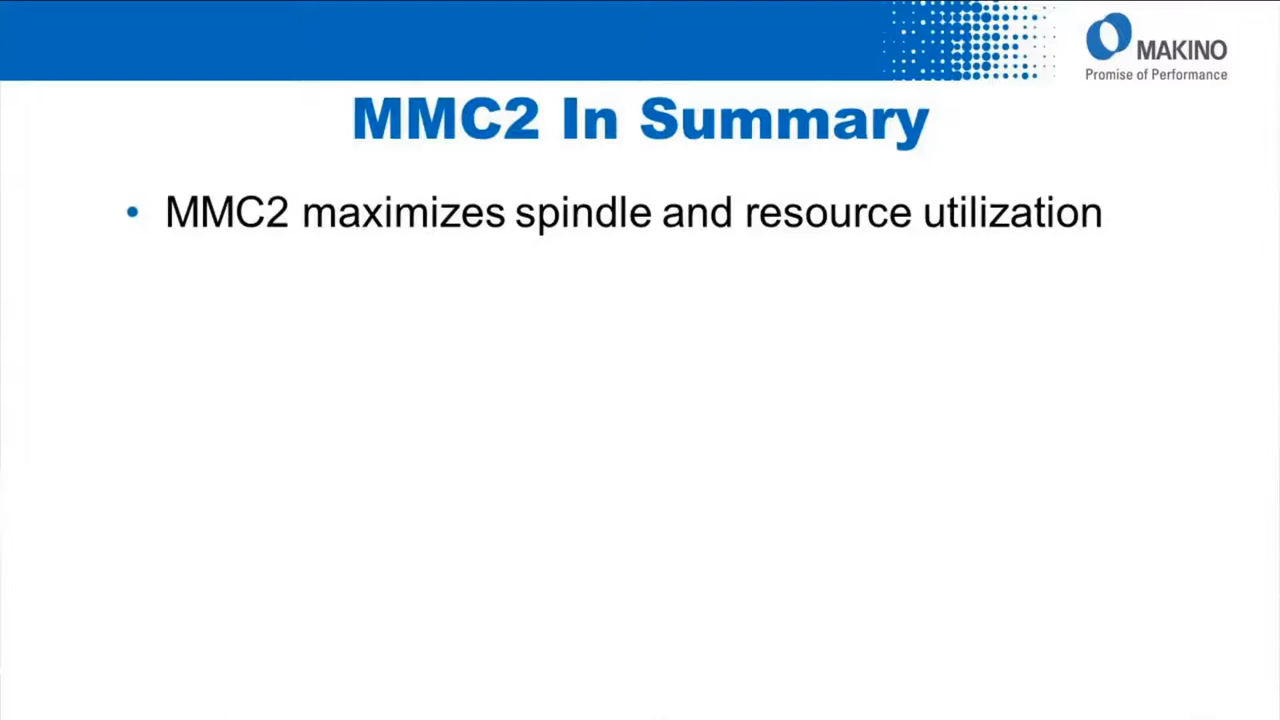 MAKINO
Promise of Performance
MMC2 In Summary
• MMC2 maximizes spindle and resource utilization